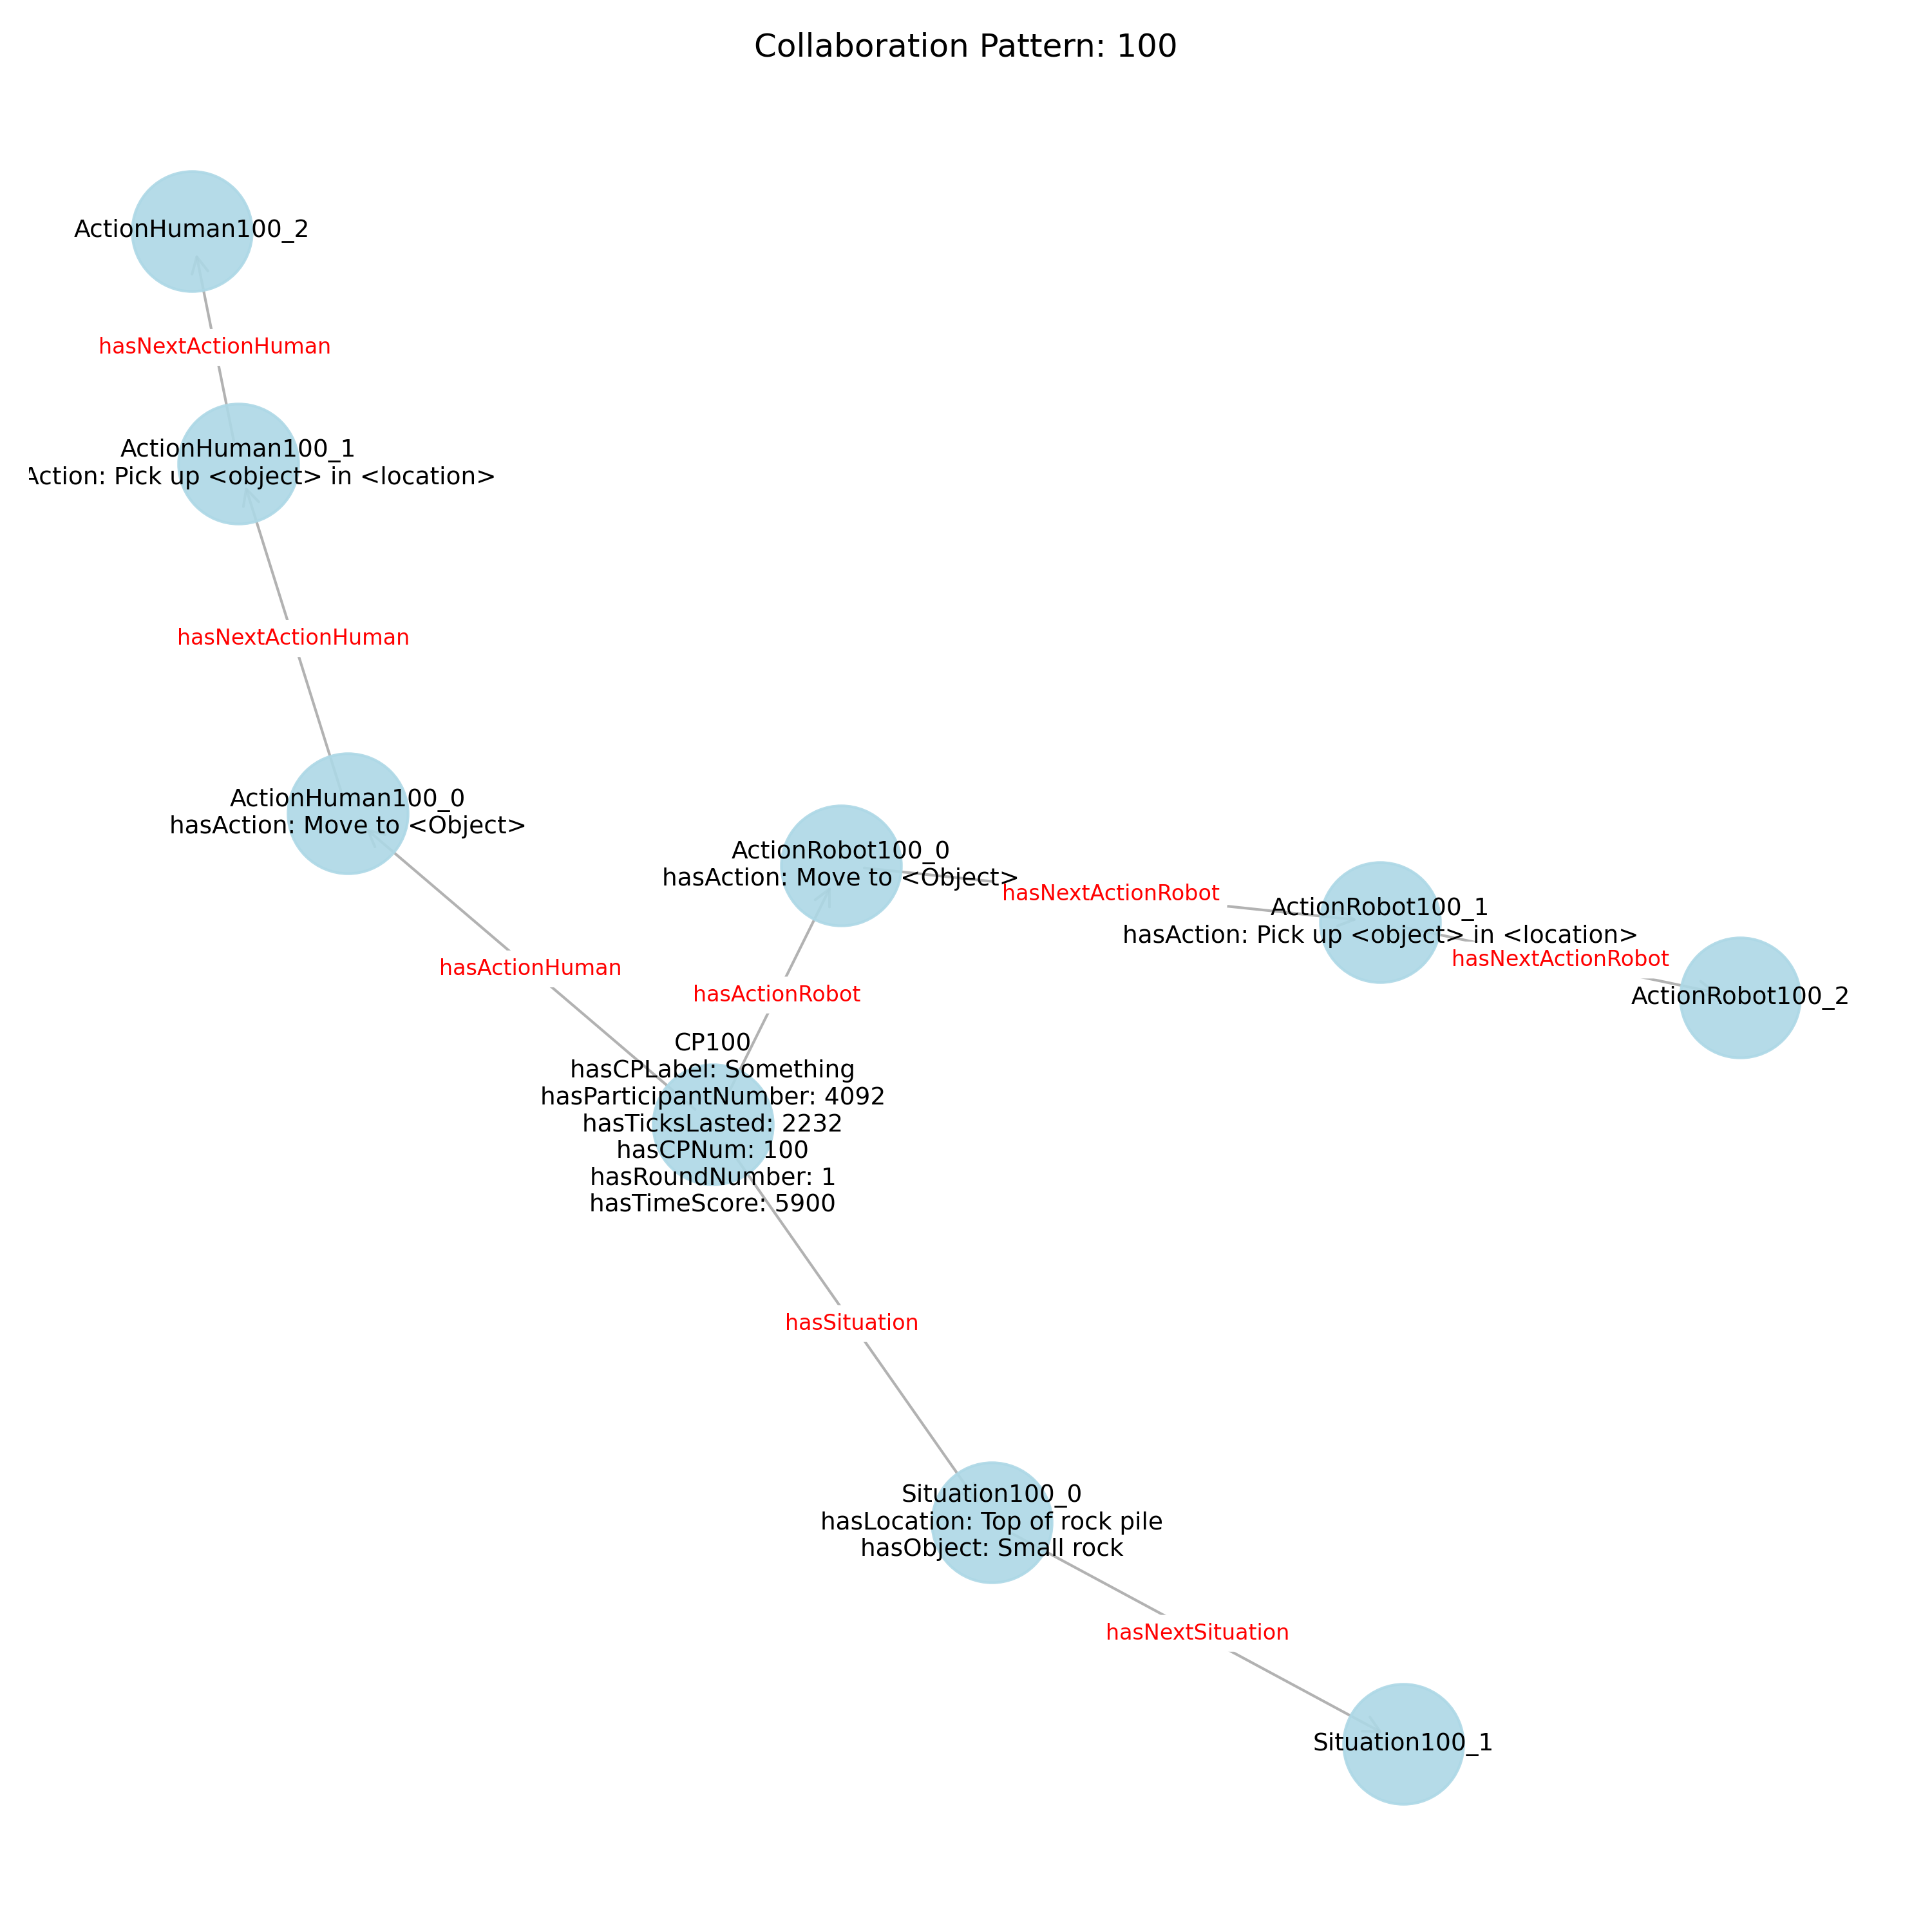 Collaboration Pattern: 100
ActionHuman100_2
hasNextActionHuman
ActionHuman100_1
Action: Pick up <object> in <location>
hasNextActionHuman
ActionHuman100_0
hasAction: Move to <Object>
ActionRobot100_0
hasAction: Move to <Object>
hasNextActionRobot
ActionRobot100_1
hasAction: Pick up <object> in <location>
hasNextActionRobot
ActionRobot100_2
hasActionHuman
hasActionRobot
CP100
hasCPLabel: Something
hasParticipantNumber: 4092
hasTicksLasted: 2232
hasCPNum: 100
hasRoundNumber: 1
hasTimeScore: 5900
hasSituation
Situation100_0
hasLocation: Top of rock pile
hasObject: Small rock
hasNextSituation
Situation100_1